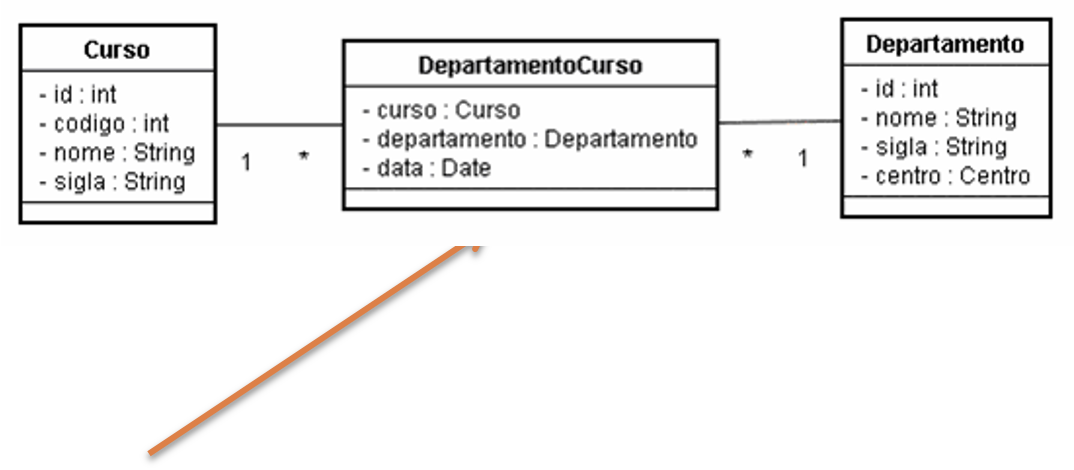 Curso
- id : int
- codigo : int
- nome : String
- sigla : String
1 *
DepartamentoCurso
- curso : Curso
- departamento : Departamento
- data : Date
* 1
Departamento
- id : int
- nome : String
- sigla : String
- centro : Centro